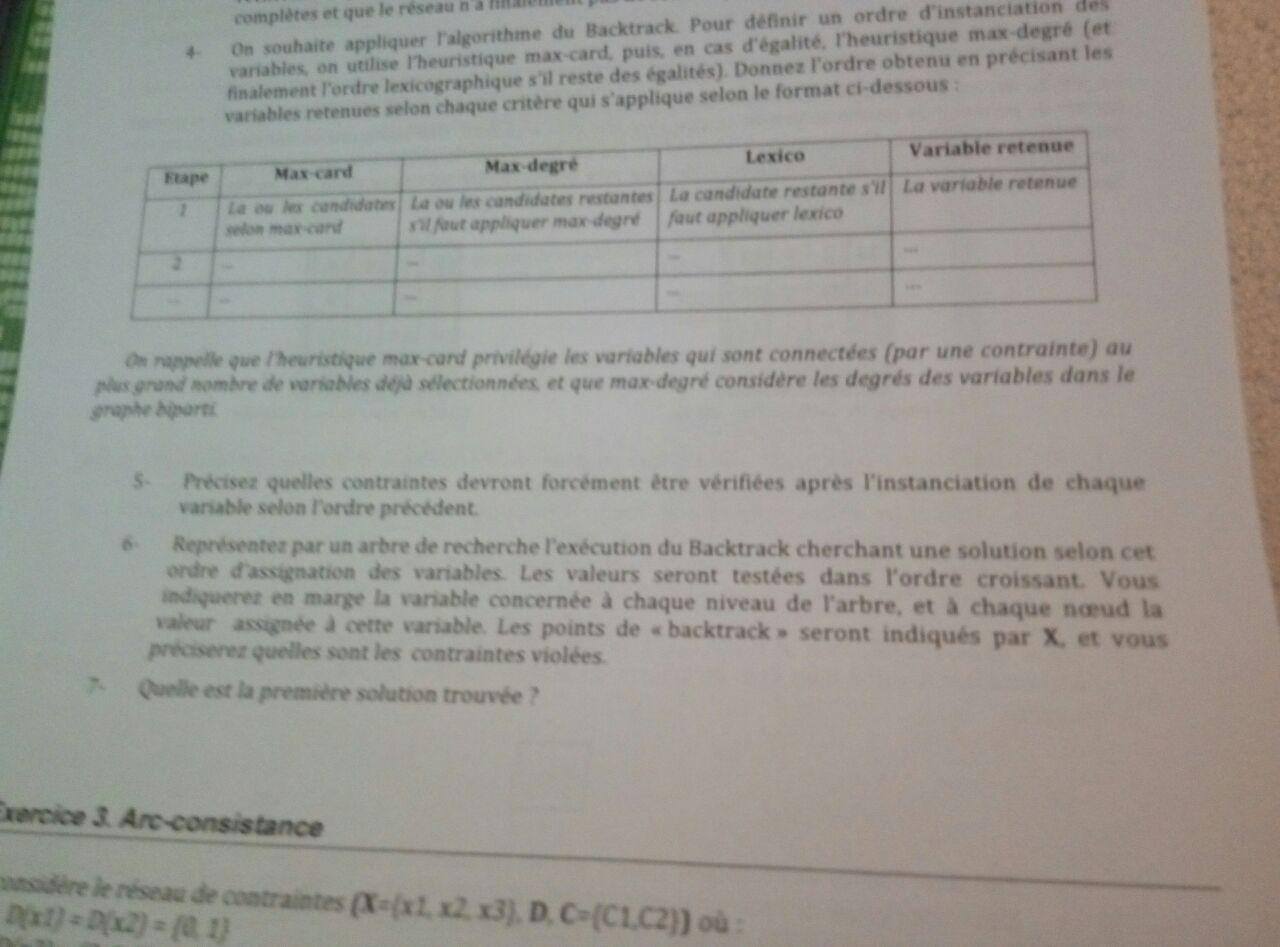 complètes et que le réseau n'a finalement
4- On souhaite appliquer l'algorithme du Backtrack. Pour définir un ordre d'instanciation des
variables, on utilise l'heuristique max-card, puis, en cas d'égalité, l'heuristique max-degré (et
finalement l'ordre lexicographique s'il reste des égalités). Donnez l'ordre obtenu en précisant les
variables retenues selon chaque critère qui s'applique selon le format ci-dessous :
Etape Max-card Max-degré Lexico Variable retenue
1 La ou les candidates La ou les candidates restantes La candidate restante s'il La variable retenue
selon max-card s'il faut appliquer max-degré faut appliquer lexico
2 ... ... ... ...
... ... ... ... ...
On rappelle que l'heuristique max-card privilégie les variables qui sont connectées (par une contrainte) au
plus grand nombre de variables déjà sélectionnées, et que max-degré considère les degrés des variables dans le
graphe biparti.
5- Précisez quelles contraintes devront forcément être vérifiées après l'instanciation de chaque
variable selon l'ordre précédent.
6- Représentez par un arbre de recherche l'exécution du Backtrack cherchant une solution selon cet
ordre d'assignation des variables. Les valeurs seront testées dans l'ordre croissant. Vous
indiquerez en marge la variable concernée à chaque niveau de l'arbre, et à chaque nœud la
valeur assignée à cette variable. Les points de « backtrack » seront indiqués par X, et vous
préciserez quelles sont les contraintes violées.
7- Quelle est la première solution trouvée ?
Exercice 3. Arc-consistance
considère le réseau de contraintes (X={x1, x2, x3}, D, C={C1,C2}) où :
D(x1) = D(x2) = {0, 1}